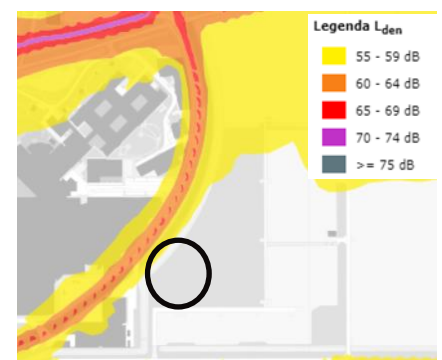 Legenda Lden
55 - 59 dB
60 - 64 dB
65 - 69 dB
70 - 74 dB
>= 75 dB